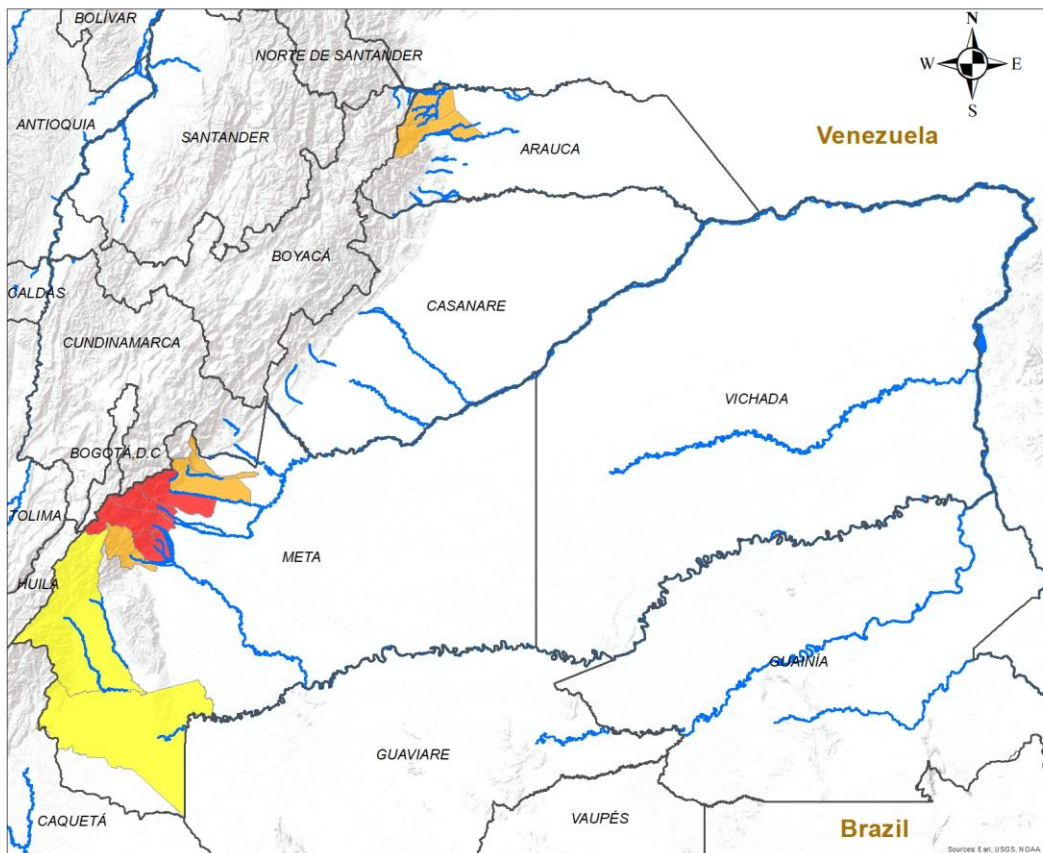 BOLÍVAR
N
NORTE DE SANTANDER
W
E
S
ANTIOQUIA
SANTANDER
Venezuela
ARAUCA
BOYACÁ
CALDAS
CASANARE
CUNDINAMARCA
VICHADA
BOGOTÁ,D.C
TOLIMA
META
HUILA
GUAINÍA
GUAVIARE
CAQUETÁ
VAUPÉS
Brazil
Sources: Esri, USGS, NOAA